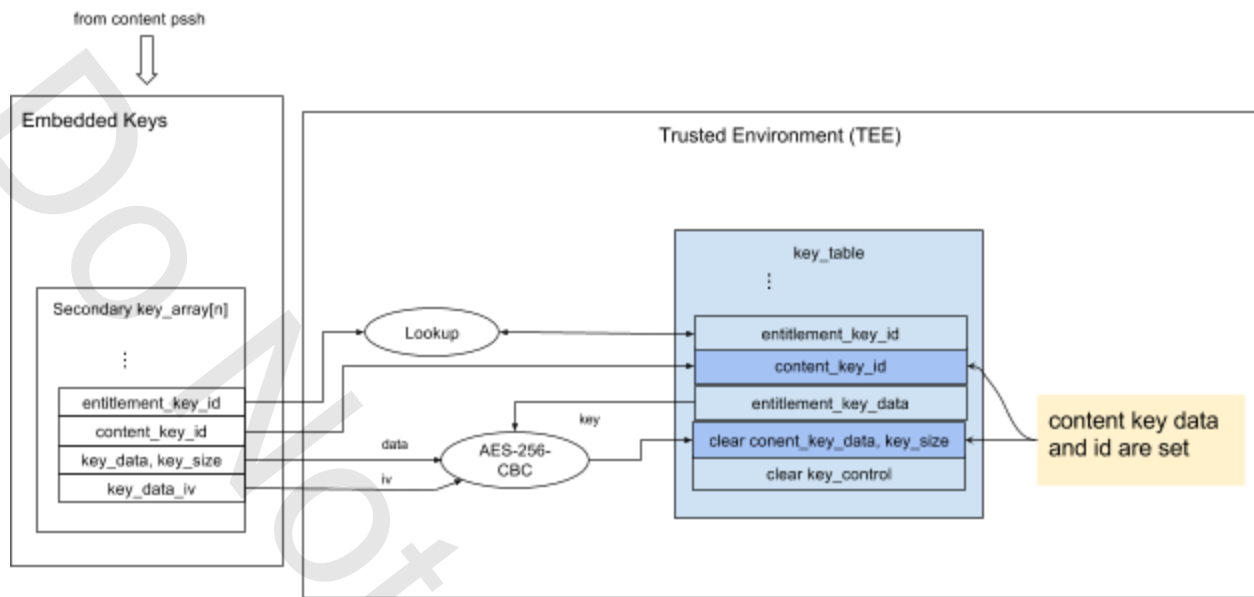 from content pssh
Embedded Keys
Trusted Environment (TEE)
key_table
Secondary key_array[n]
Lookup
entitlement_key_id
content_key_id
entitlement_key_id
entitlement_key_data
content_key_id
key
content key data
and id are set
data
clear conent_key_data, key_size
key_data, key_size
AES-256-
CBC
iv
clear key_control
key_data_iv
Do Not